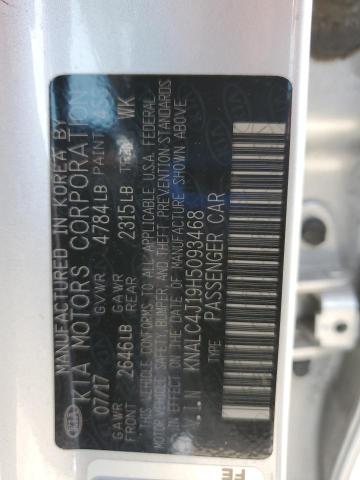 MANUFACTURED IN KOREA BY
KIA MOTORS CORPORATION
07/17 GVWR 4784LB PAINT
GAWR FRONT 2646LB GAWR REAR 2315LB WK
THIS VEHICLE CONFORMS TO ALL APPLICABLE U.S.A. FEDERAL
MOTOR VEHICLE SAFETY, BUMPER, AND THEFT PREVENTION STANDARDS
IN EFFECT ON THE DATE OF MANUFACTURE SHOWN ABOVE
V.I.N KNALC4J19H5093468
TYPE PASSENGER CAR
KIA